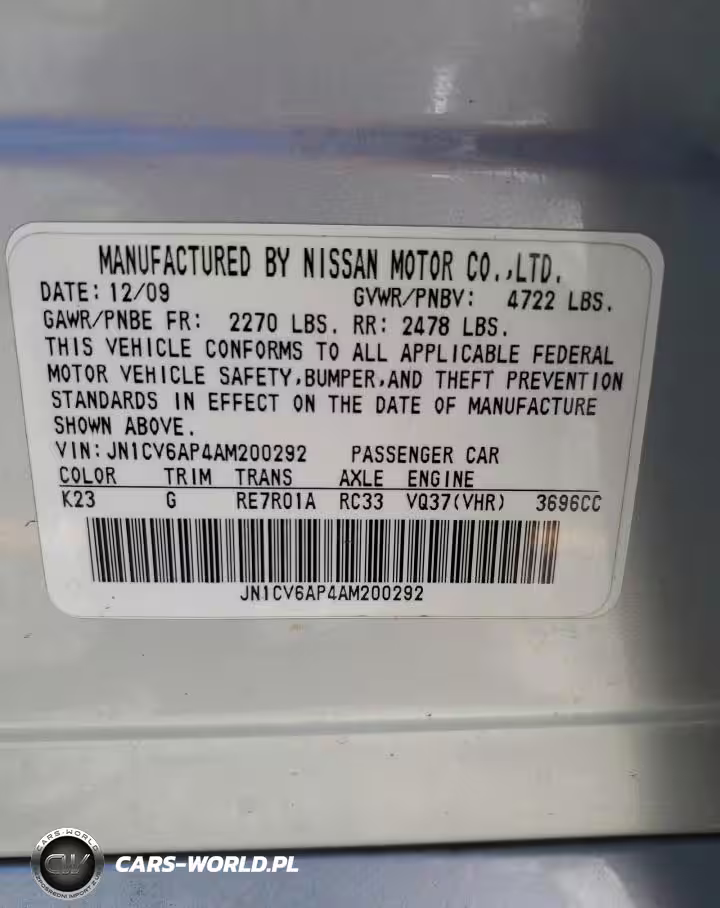 MANUFACTURED BY NISSAN MOTOR CO.,LTD.
DATE: 12/09 GVWR/PNBV: 4722 LBS.
GAWR/PNBE FR: 2270 LBS. RR: 2478 LBS.
THIS VEHICLE CONFORMS TO ALL APPLICABLE FEDERAL
MOTOR VEHICLE SAFETY,BUMPER,AND THEFT PREVENTION
STANDARDS IN EFFECT ON THE DATE OF MANUFACTURE
SHOWN ABOVE.
VIN: JN1CV6AP4AM200292 PASSENGER CAR
COLOR TRIM TRANS AXLE ENGINE
K23 G RE7R01A RC33 VQ37(VHR) 3696CC
JN1CV6AP4AM200292
CARS-WORLD
CW
CARS-WORLD.PL